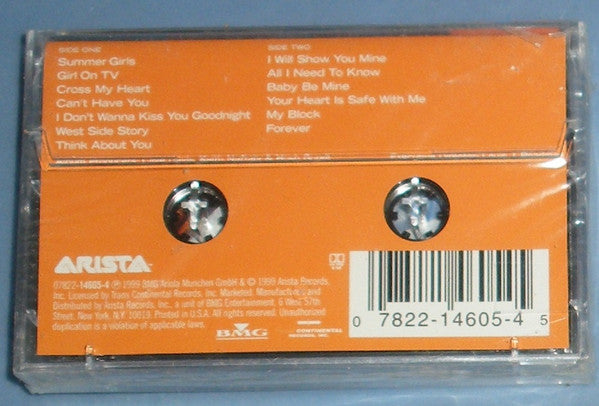 SIDE ONE
Summer Girls
Girl On TV
Cross My Heart
Can't Have You
I Don't Wanna Kiss You Goodnight
West Side Story
Think About You
SIDE TWO
I Will Show You Mine
All I Need To Know
Baby Be Mine
Your Heart Is Safe With Me
My Block
Forever
ARISTA
07822-14605-4 ℗ 1999 BMG Ariola Munchen GmbH & © 1999 Arista Records,
Inc. Licensed by Trans Continental Records, Inc. Marketed, Manufactured and
Distributed by Arista Records, Inc., a unit of BMG Entertainment, 6 West 57th
Street, New York, N.Y. 10019. Printed in U.S.A. All rights reserved. Unauthorized
duplication is a violation of applicable laws.
BMG
CONTINENTAL
RECORDS, INC.
0 7822-14605-4 5